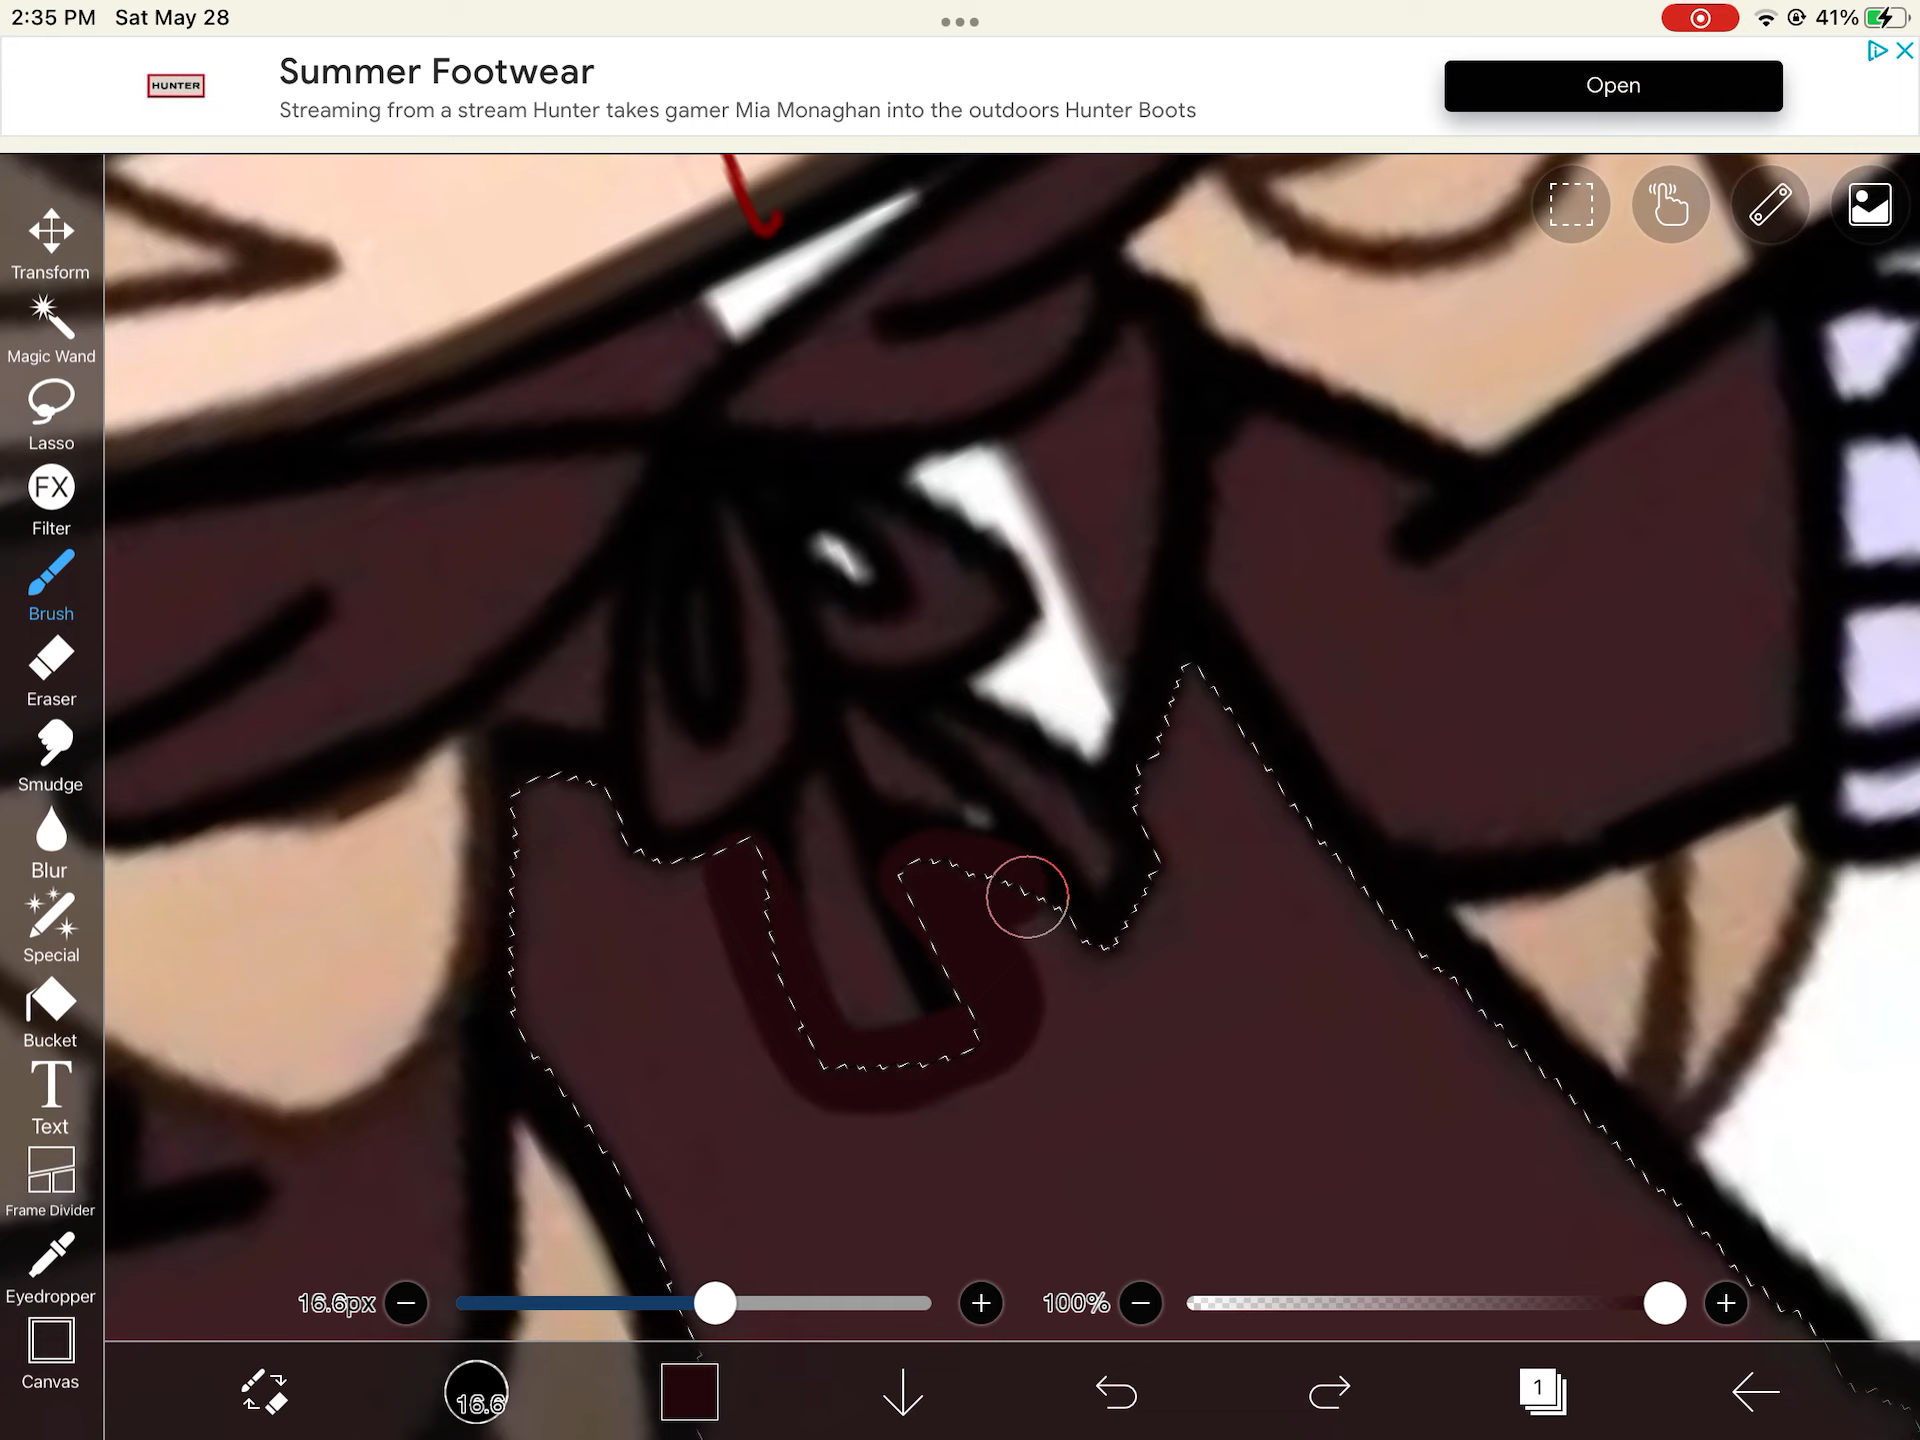 2:35 PM Sat May 28
41%
HUNTER
Summer Footwear
Streaming from a stream Hunter takes gamer Mia Monaghan into the outdoors Hunter Boots
Open
Transform
Magic Wand
Lasso
FX
Filter
Brush
Eraser
Smudge
Blur
Special
Bucket
T
Text
Frame Divider
Eyedropper
Canvas
16.6px
100%
16.6
1